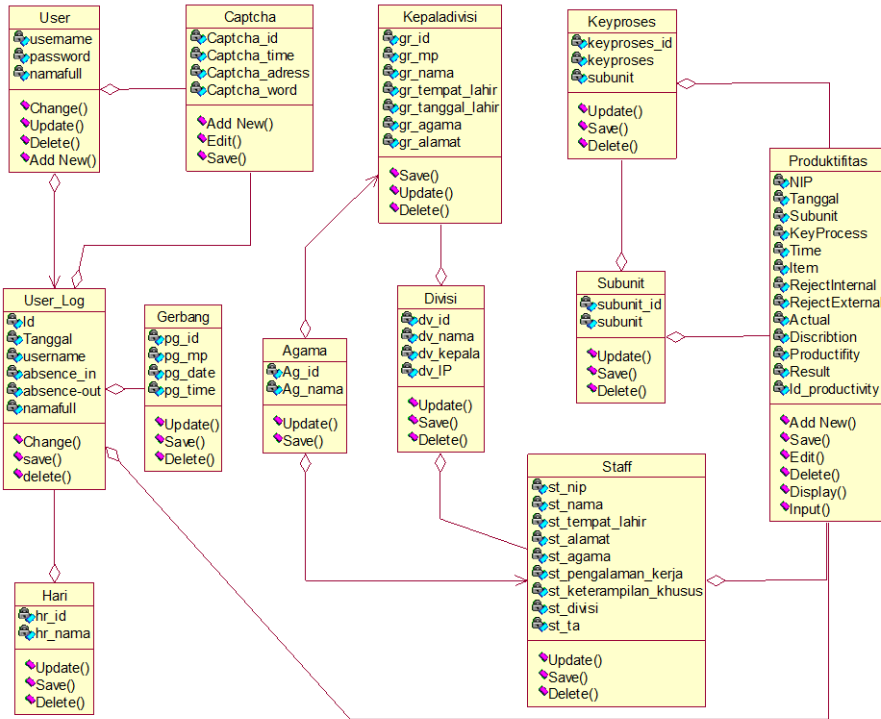 User
username
password
namafull
Change()
Update()
Delete()
Add New()
Captcha
Captcha_id
Captcha_time
Captcha_adress
Captcha_word
Add New()
Edit()
Save()
Kepaladivisi
gr_id
gr_mp
gr_nama
gr_tempat_lahir
gr_tanggal_lahir
gr_agama
gr_alamat
Save()
Update()
Delete()
Keyproses
keyproses_id
keyproses
subunit
Update()
Save()
Delete()
Produktifitas
NIP
Tanggal
Subunit
KeyProcess
Time
Item
RejectInternal
RejectExternal
Actual
Discribtion
Productifity
Result
Id_productivity
Add New()
Save()
Edit()
Delete()
Display()
Input()
User_Log
Id
Tanggal
username
absence_in
absence-out
namafull
Change()
save()
delete()
Gerbang
pg_id
pg_mp
pg_date
pg_time
Update()
Save()
Delete()
Agama
Ag_id
Ag_nama
Update()
Save()
Divisi
dv_id
dv_nama
dv_kepala
dv_IP
Update()
Save()
Delete()
Subunit
subunit_id
subunit
Update()
Save()
Delete()
Staff
st_nip
st_nama
st_tempat_lahir
st_alamat
st_agama
st_pengalaman_kerja
st_keterampilan_khusus
st_divisi
st_ta
Update()
Save()
Delete()
Hari
hr_id
hr_nama
Update()
Save()
Delete()